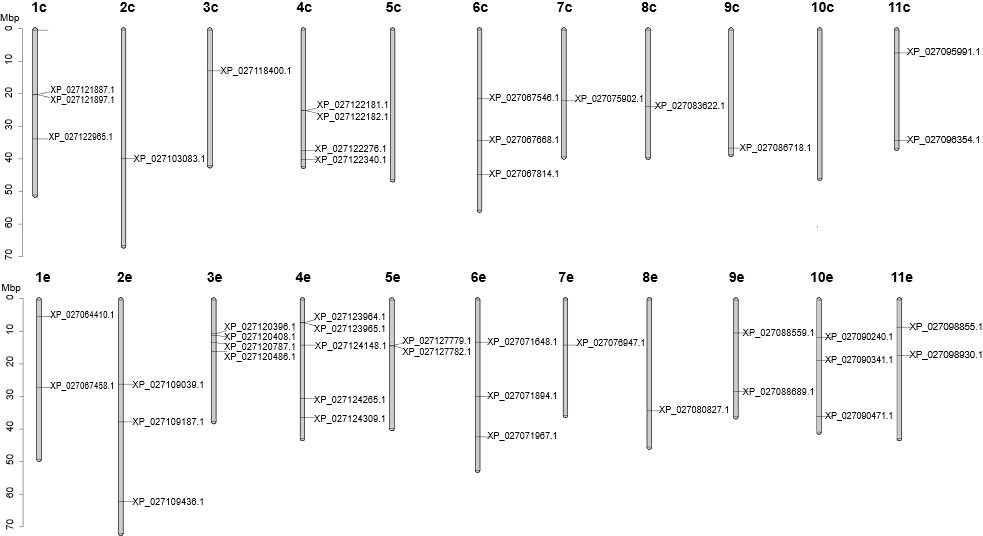 1c 2c 3c 4c 5c 6c 7c 8c 9c 10c 11c
Mbp
0
10
20
30
40
50
60
70
XP_027121887.1
XP_027121897.1
XP_027122965.1
XP_027103083.1
XP_027118400.1
XP_027122181.1
XP_027122182.1
XP_027122276.1
XP_027122340.1
XP_027067546.1
XP_027067668.1
XP_027067814.1
XP_027075902.1
XP_027083622.1
XP_027086718.1
XP_027095991.1
XP_027096354.1
1e 2e 3e 4e 5e 6e 7e 8e 9e 10e 11e
Mbp
0
10
20
30
40
50
60
70
XP_027064410.1
XP_027067458.1
XP_027109039.1
XP_027109187.1
XP_027109436.1
XP_027120396.1
XP_027120408.1
XP_027120787.1
XP_027120486.1
XP_027123964.1
XP_027123965.1
XP_027124148.1
XP_027124265.1
XP_027124309.1
XP_027127779.1
XP_027127782.1
XP_027071648.1
XP_027071894.1
XP_027071967.1
XP_027076947.1
XP_027080827.1
XP_027088559.1
XP_027088689.1
XP_027090240.1
XP_027090341.1
XP_027090471.1
XP_027098855.1
XP_027098930.1